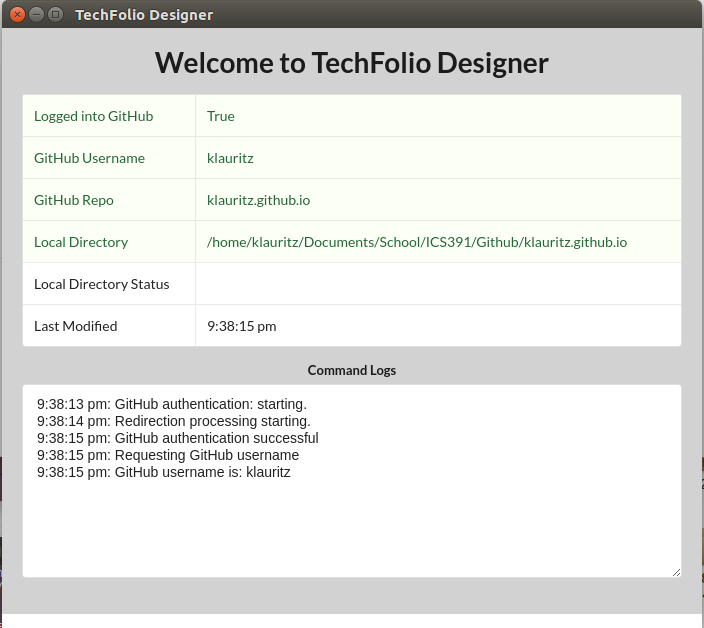 TechFolio Designer
Welcome to TechFolio Designer
Logged into GitHub True
GitHub Username klauritz
GitHub Repo klauritz.github.io
Local Directory /home/klauritz/Documents/School/ICS391/Github/klauritz.github.io
Local Directory Status
Last Modified 9:38:15 pm
Command Logs
9:38:13 pm: GitHub authentication: starting.
9:38:14 pm: Redirection processing starting.
9:38:15 pm: GitHub authentication successful
9:38:15 pm: Requesting GitHub username
9:38:15 pm: GitHub username is: klauritz